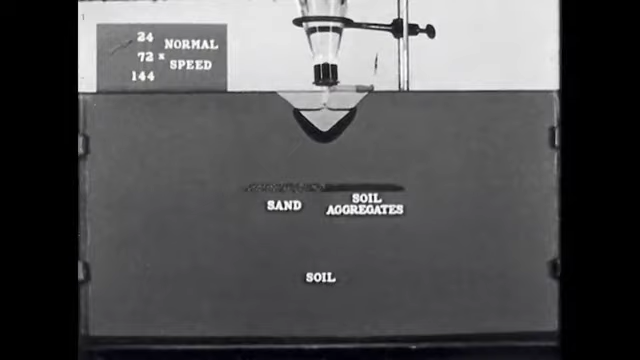 24
72 x
144
NORMAL
SPEED
SAND
SOIL
AGGREGATES
SOIL